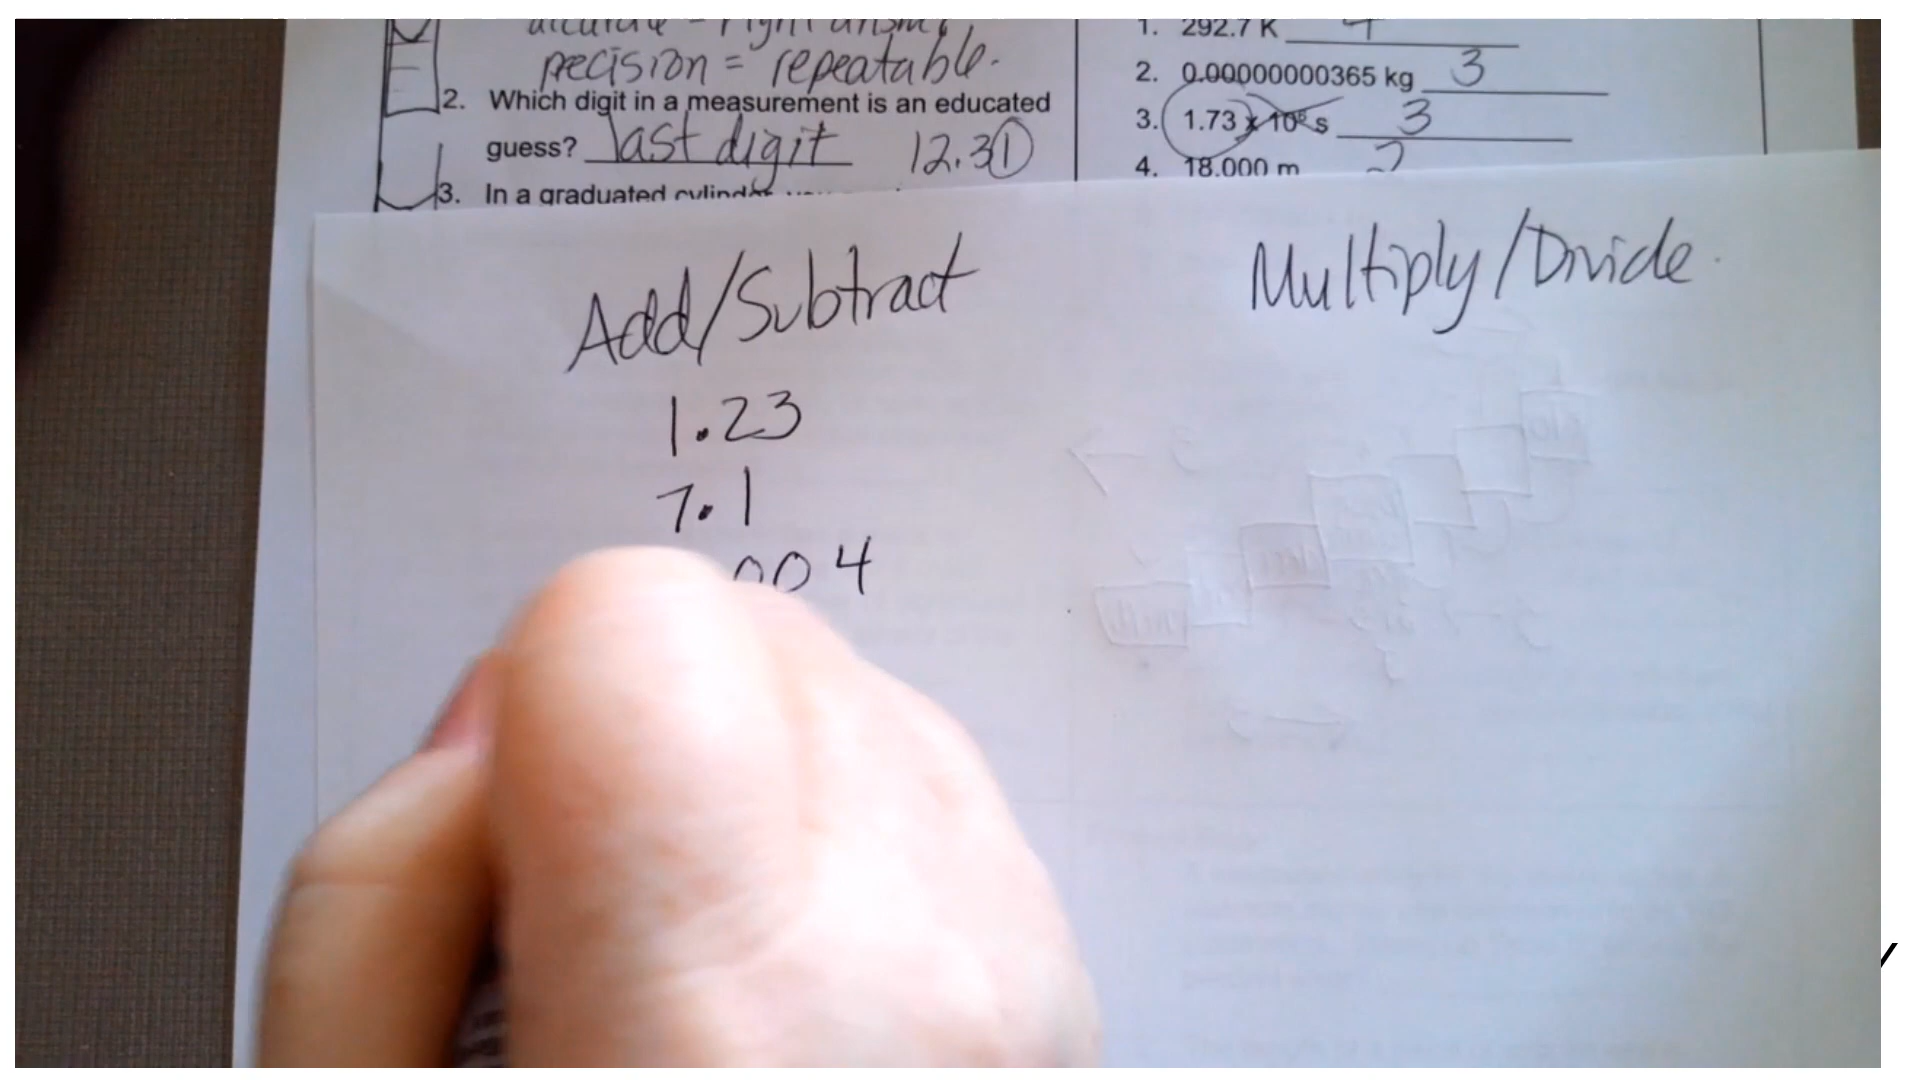 precision = repeatable.
2. Which digit in a measurement is an educated
guess? last digit 12.31
3. In a graduated
1. 292.7 K 4
2. 0.00000000365 kg 3
3. 1.73 x 10⁶ s 3
4. 18.000 m
Add/Subtract
1.23
7.1
004
Multiply/Divide